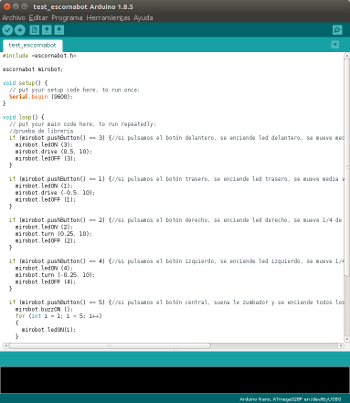 test_escornabot Arduino 1.8.5
Archivo Editar Programa Herramientas Ayuda
test_escornabot
#include <escornabot.h>
escornabot mirobot;
void setup() {
// put your setup code here, to run once:
Serial.begin (9600);
}
void loop() {
// put your main code here, to run repeatedly:
//prueba de librería
if (mirobot.pushButton() == 3) {//si pulsamos el botón delantero, se enciende led delantero, se mueve med
mirobot.ledON (3);
mirobot.drive (0.5, 10);
mirobot.ledOFF (3);
}
if (mirobot.pushButton() == 1) {//si pulsamos el botón trasero, se enciende led trasero, se mueve media v
mirobot.ledON (1);
mirobot.drive (-0.5, 10);
mirobot.ledOFF (1);
}
if (mirobot.pushButton() == 2) {//si pulsamos el botón derecho, se enciende led derecho, se mueve 1/4 de
mirobot.ledON (2);
mirobot.turn (0.25, 10);
mirobot.ledOFF (2);
}
if (mirobot.pushButton() == 4) {//si pulsamos el botón izquierdo, se enciende led izquierdo, se mueve 1/4
mirobot.ledON (4);
mirobot.turn (-0.25, 10);
mirobot.ledOFF (4);
}
if (mirobot.pushButton() == 5) {//si pulsamos el botón central, suena lx zumbador y se enciende todos los
mirobot.buzzON ();
for (int i = 1; i < 5; i++)
{
mirobot.ledON(i);
}
Arduino Nano, ATmega328P en /dev/ttyUSB0